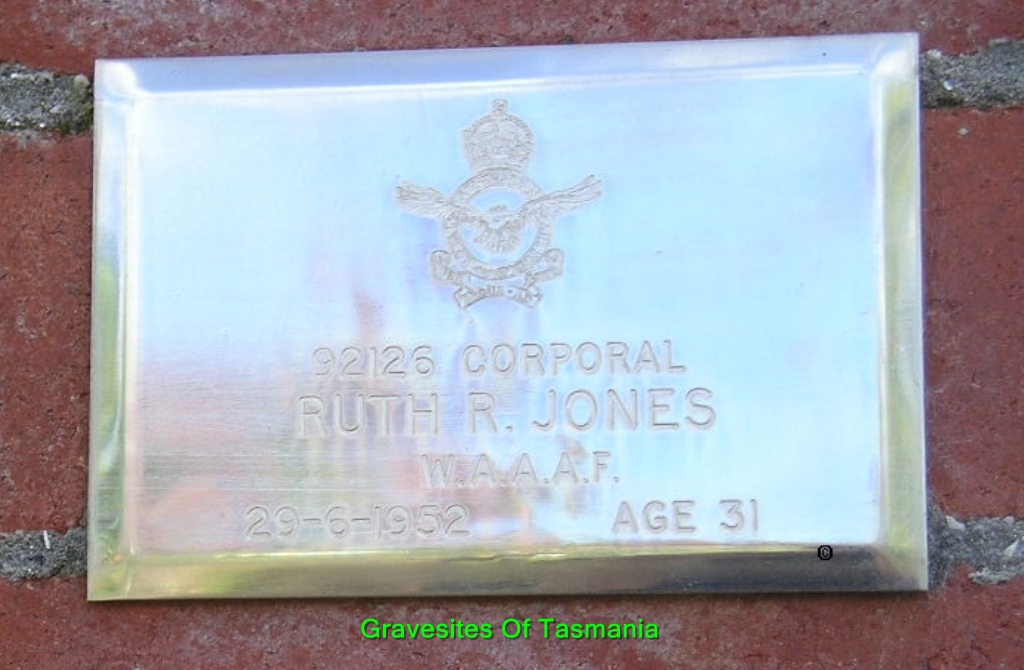 92126 CORPORAL
RUTH R. JONES
W.A.A.A.F.
29-6-1952 AGE 31
©
Gravesites Of Tasmania